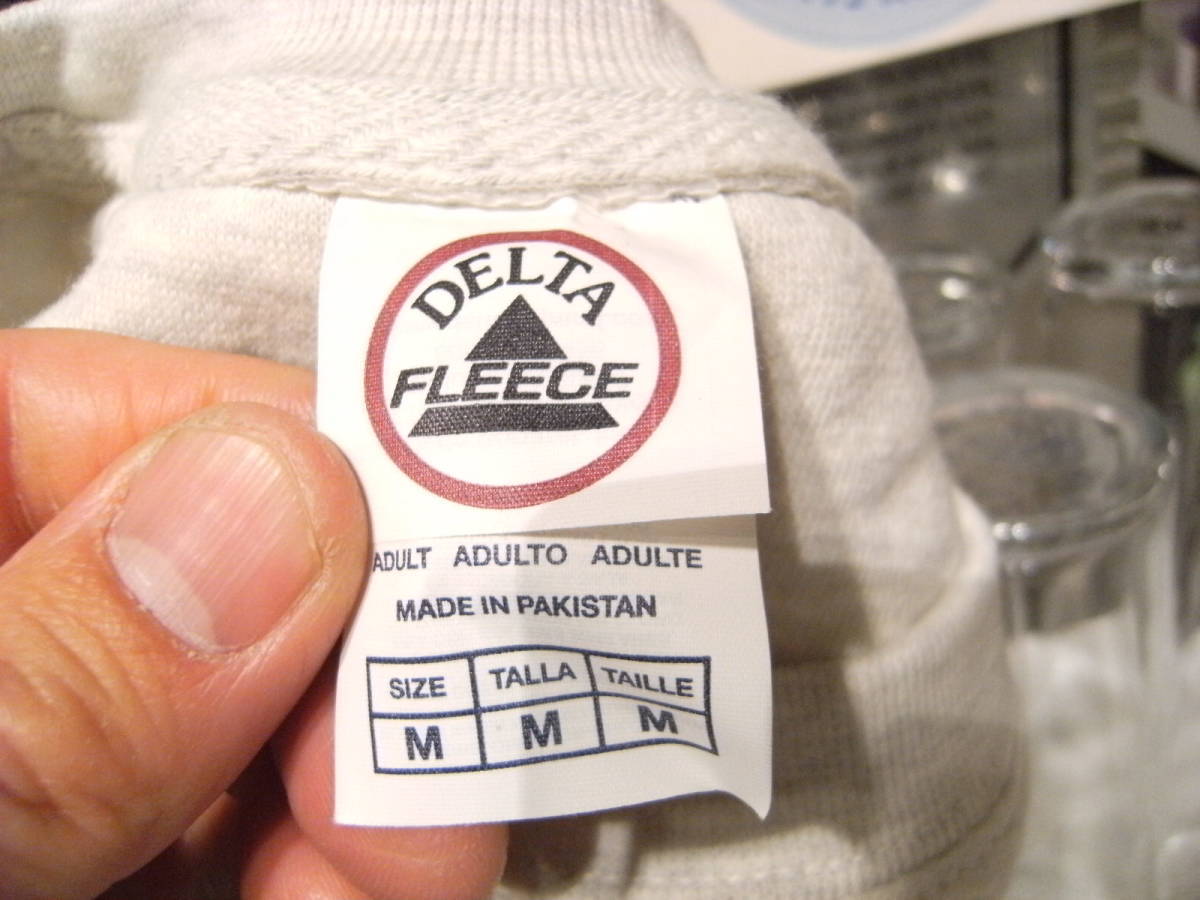 DELTA
FLEECE
ADULT ADULTO ADULTE
MADE IN PAKISTAN
SIZE TALLA TAILLE
M M M